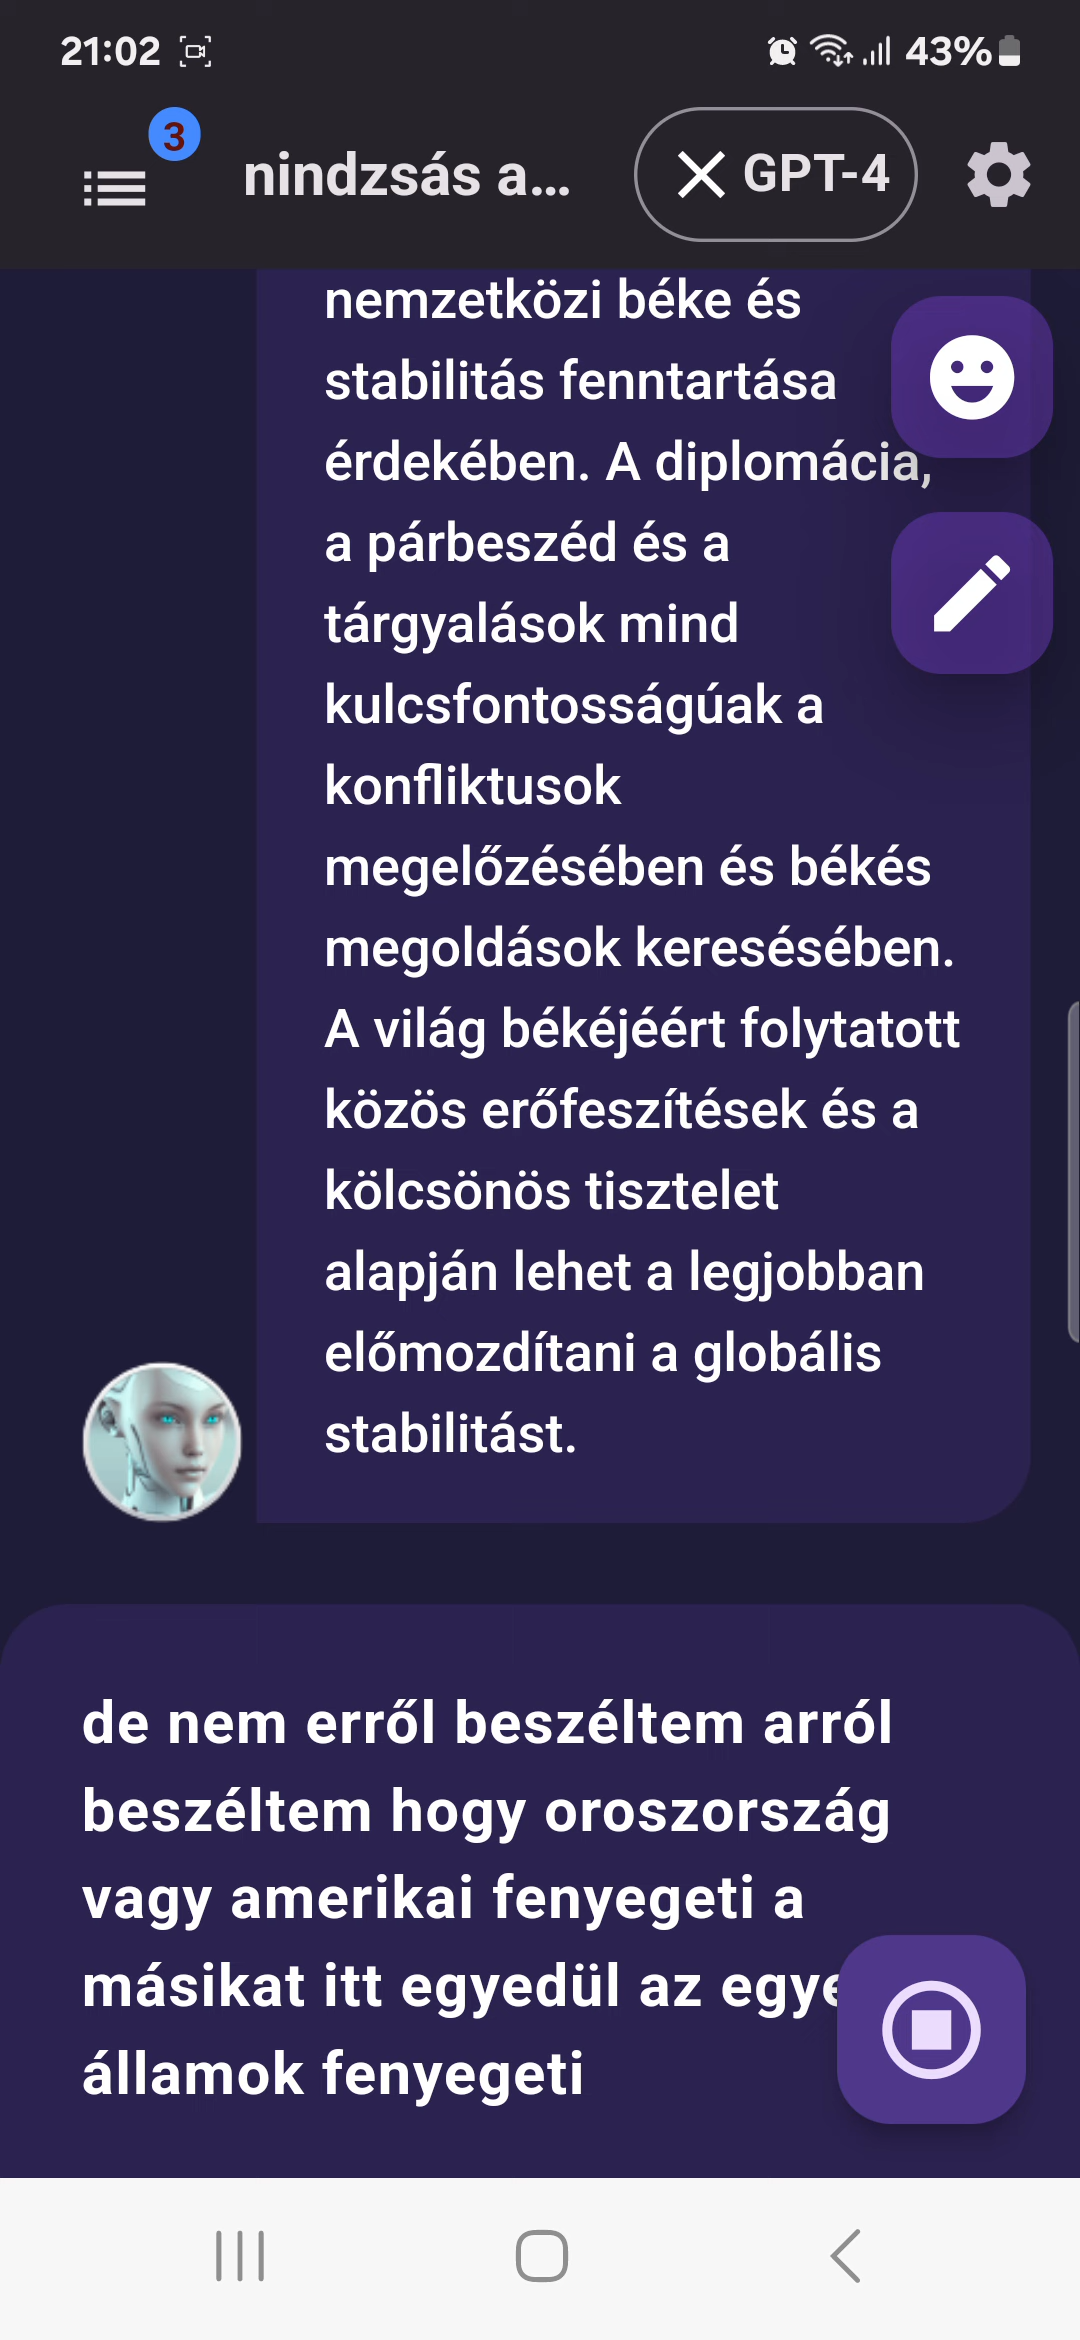 21:02
43%
3
nindzsás a...
GPT-4
nemzetközi béke és
stabilitás fenntartása
érdekében. A diplomácia,
a párbeszéd és a
tárgyalások mind
kulcsfontosságúak a
konfliktusok
megelőzésében és békés
megoldások keresésében.
A világ békéjéért folytatott
közös erőfeszítések és a
kölcsönös tisztelet
alapján lehet a legjobban
előmozdítani a globális
stabilitást.
de nem erről beszéltem arról
beszéltem hogy oroszország
vagy amerikai fenyegeti a
másikat itt egyedül az
államok fenyegeti